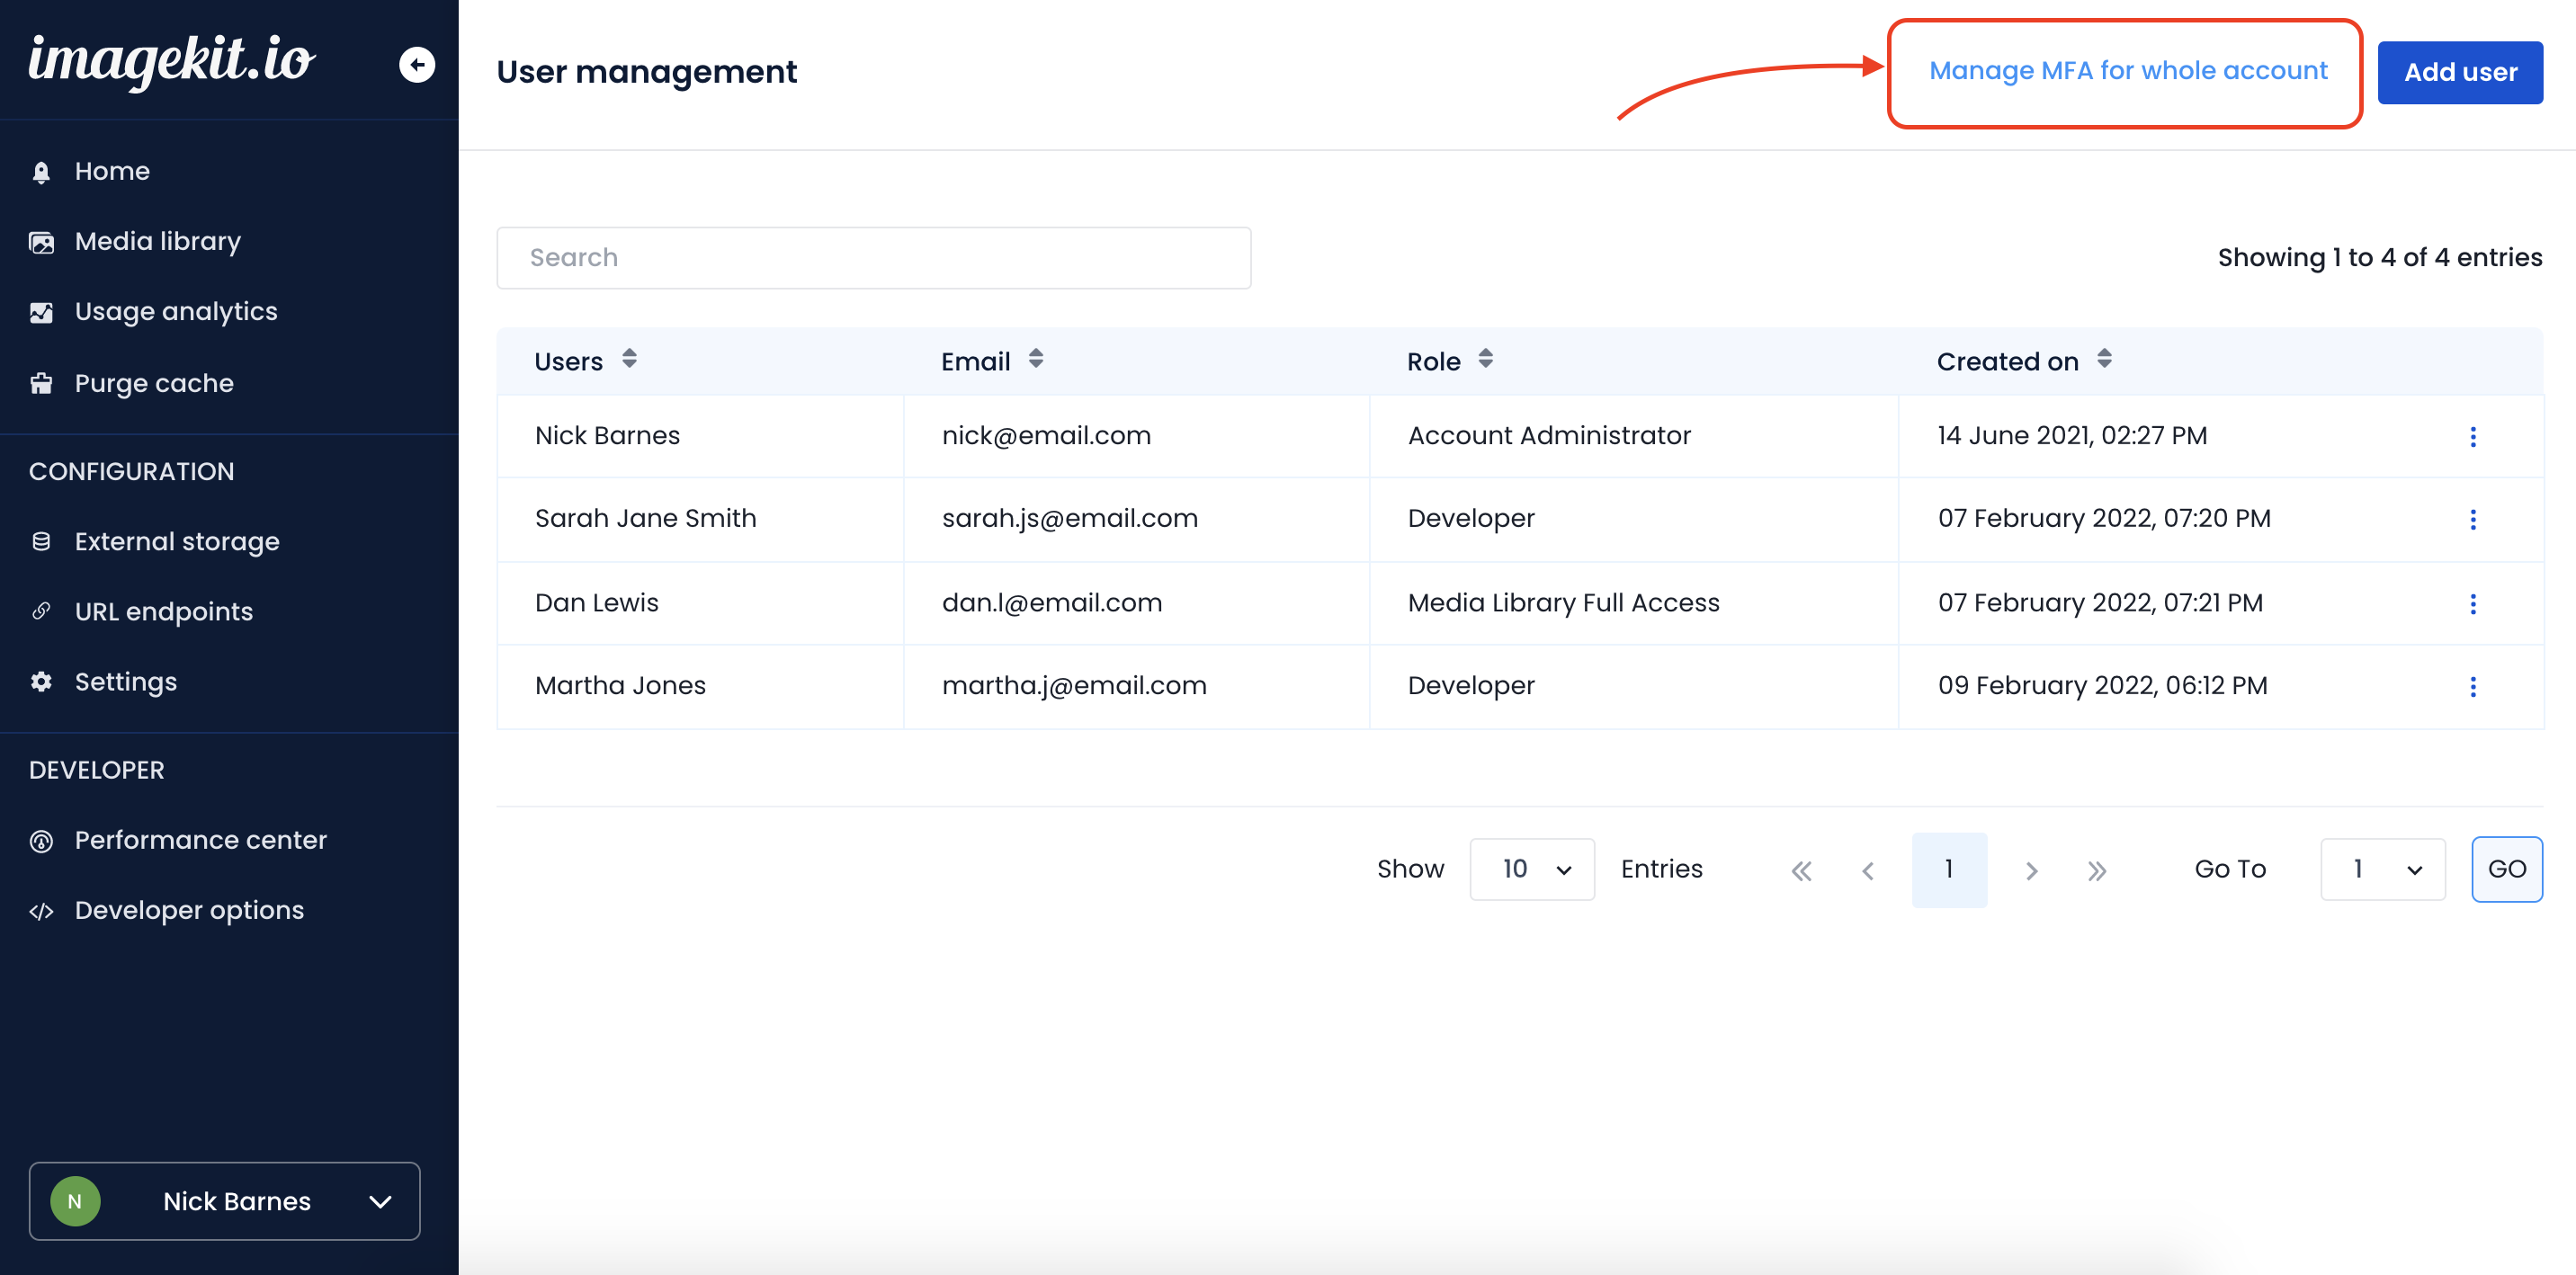 imagekit.io
Home
Media library
Usage analytics
Purge cache
CONFIGURATION
External storage
URL endpoints
Settings
DEVELOPER
Performance center
Developer options
N Nick Barnes
User management
Manage MFA for whole account
Add user
Search
Showing 1 to 4 of 4 entries
Users Email Role Created on
Nick Barnes nick@email.com Account Administrator 14 June 2021, 02:27 PM
Sarah Jane Smith sarah.js@email.com Developer 07 February 2022, 07:20 PM
Dan Lewis dan.l@email.com Media Library Full Access 07 February 2022, 07:21 PM
Martha Jones martha.j@email.com Developer 09 February 2022, 06:12 PM
Show 10 Entries 1 Go To 1 GO